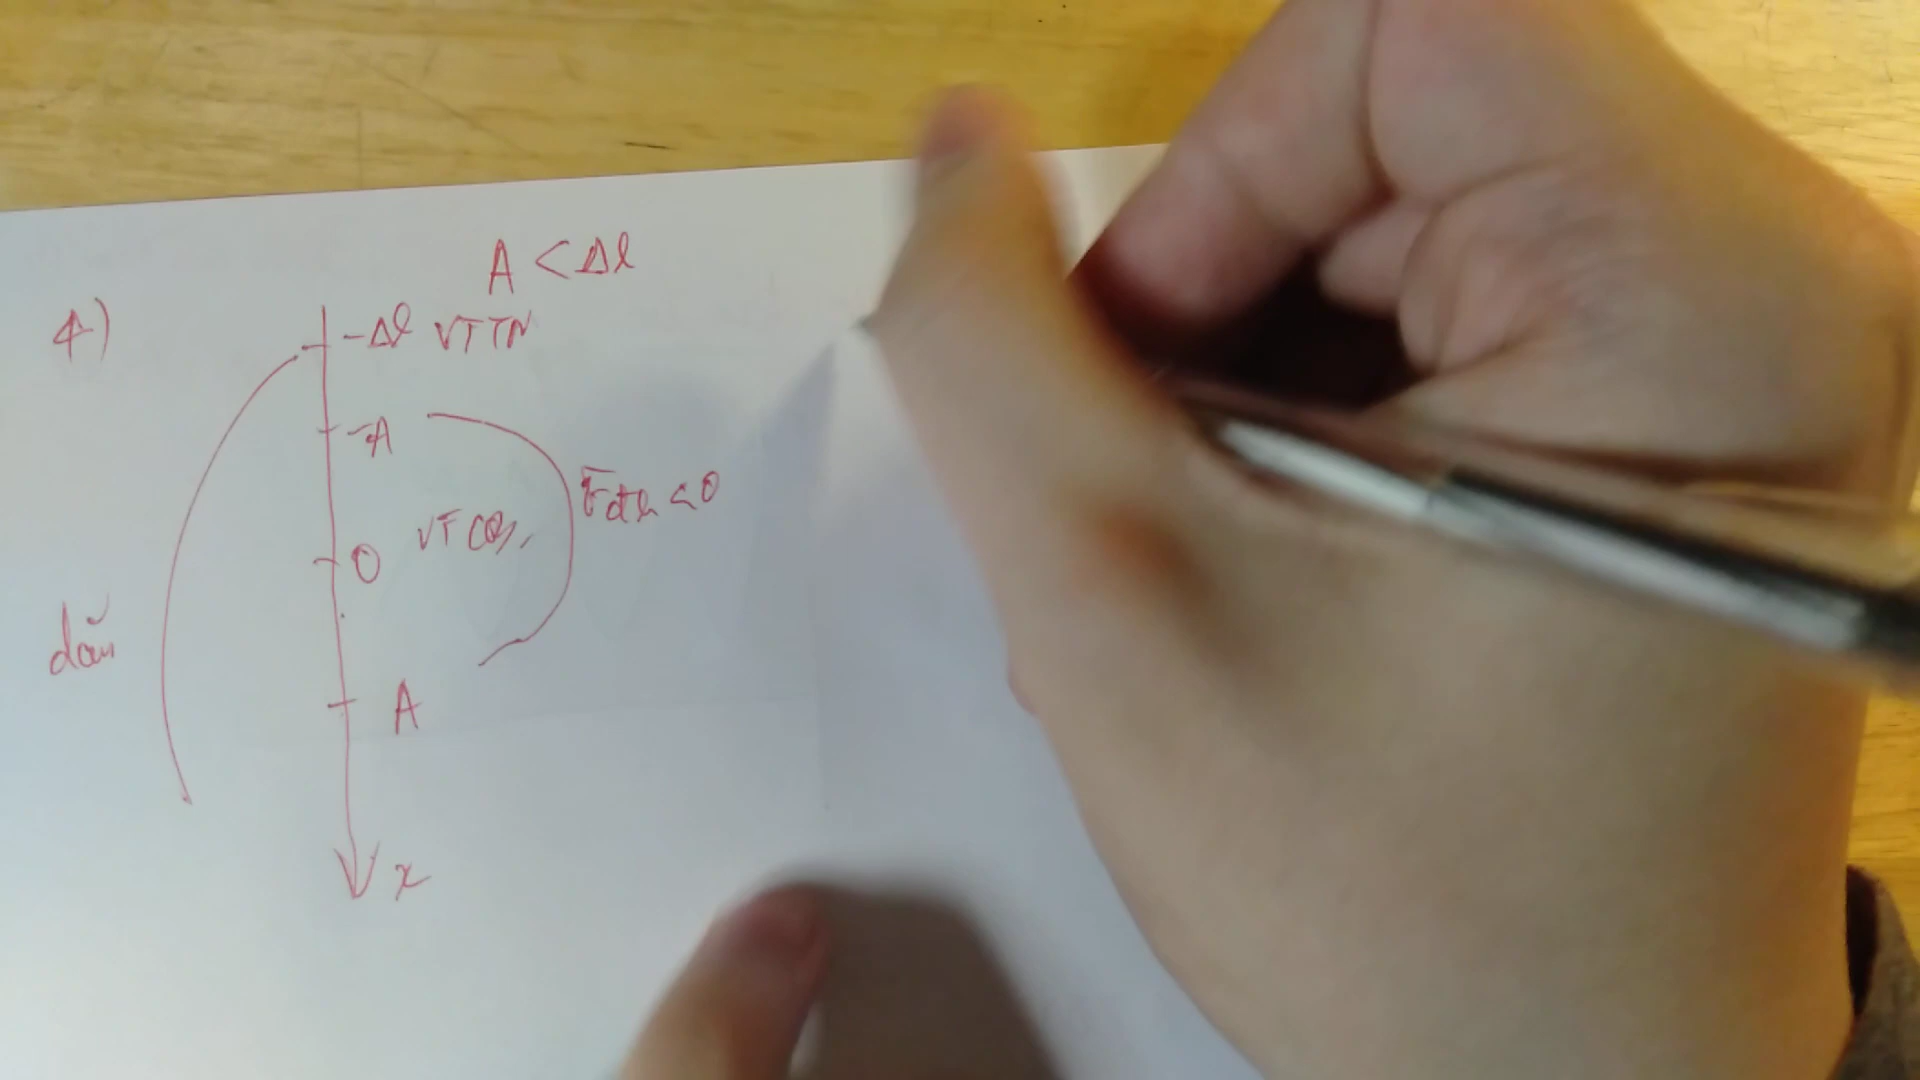 A < Δl
4)
-Δl VTTN
-A
Fđh < 0
VTCB
O
dãn
A
x